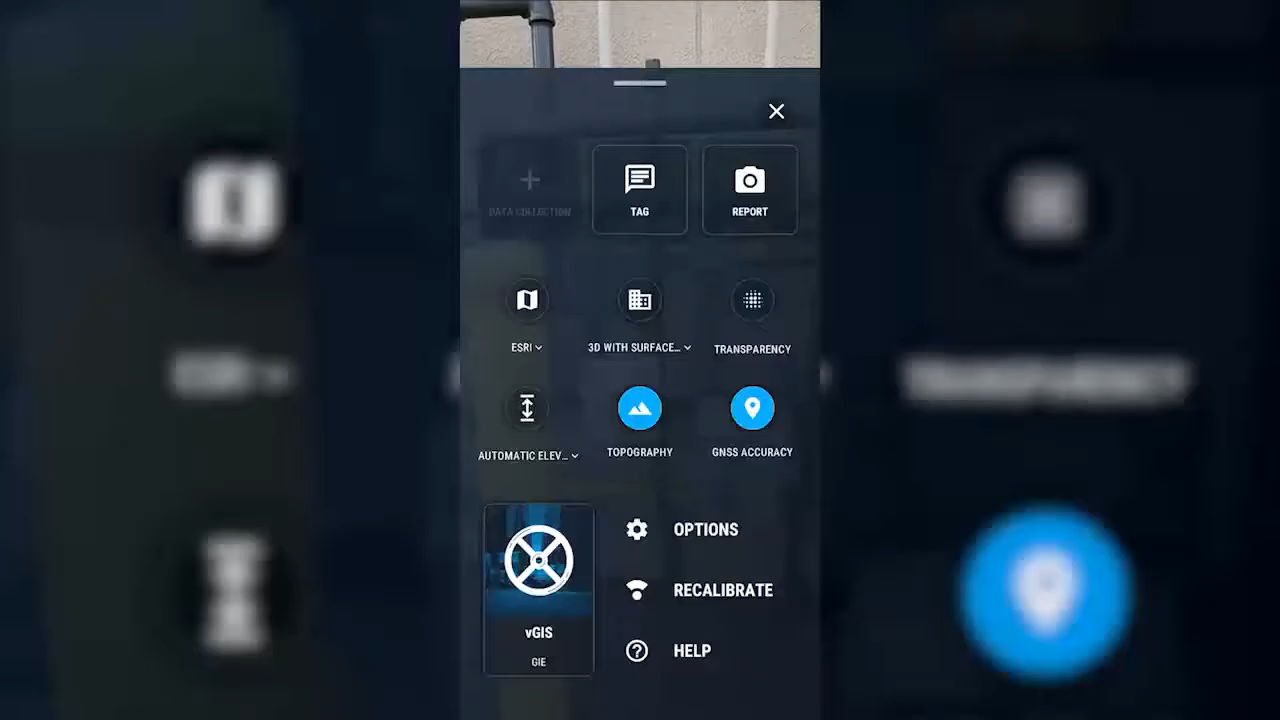 DATA COLLECTION
TAG
REPORT
ESRI
3D WITH SURFACE...
TRANSPARENCY
AUTOMATIC ELEV...
TOPOGRAPHY
GNSS ACCURACY
OPTIONS
RECALIBRATE
HELP
vGIS
GIE